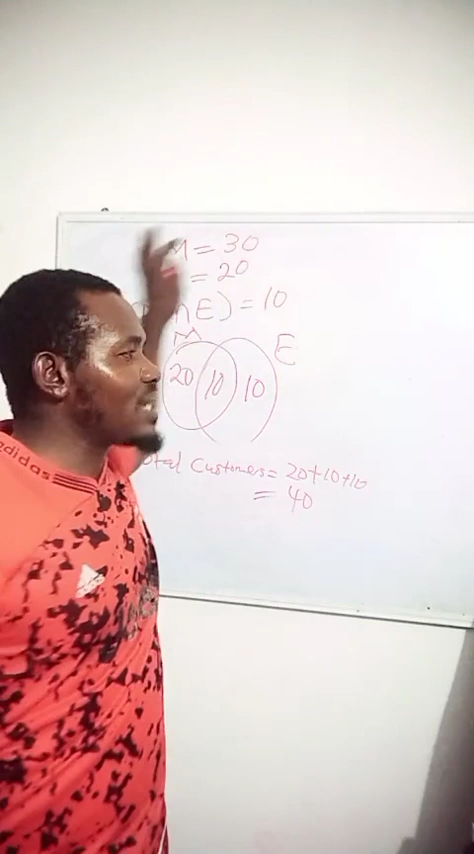 M = 30
= 20
n E) = 10
M
E
20 10 10
Total Customers = 20+10+10
= 40
adidas